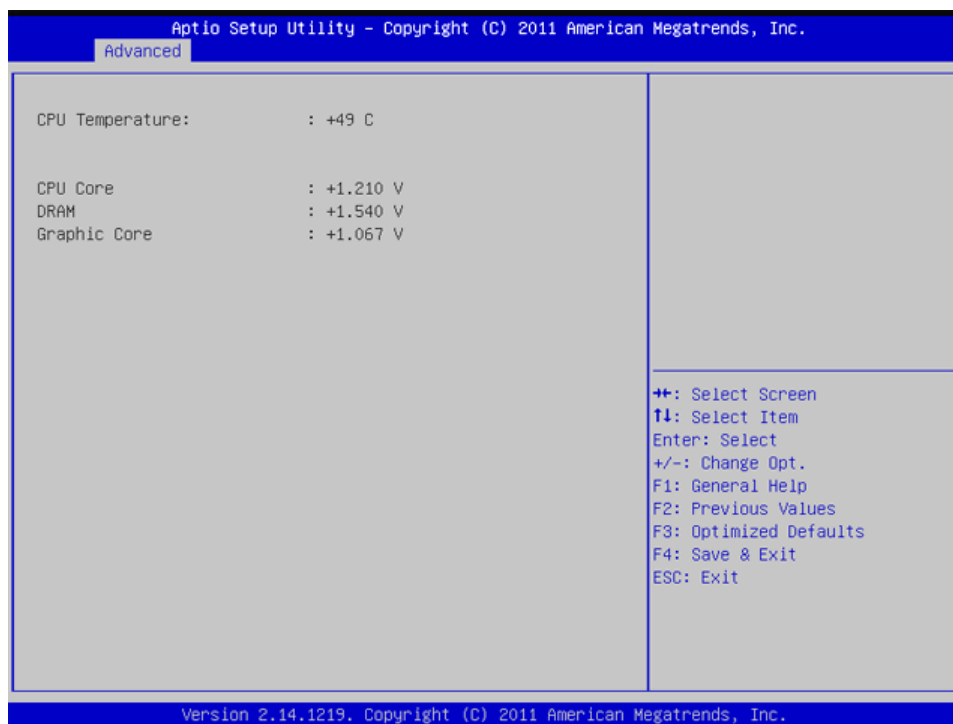 Aptio Setup Utility - Copyright (C) 2011 American Megatrends, Inc.
Advanced
CPU Temperature: : +49 C
CPU Core : +1.210 V
DRAM : +1.540 V
Graphic Core : +1.067 V
→←: Select Screen
↑↓: Select Item
Enter: Select
+/-: Change Opt.
F1: General Help
F2: Previous Values
F3: Optimized Defaults
F4: Save & Exit
ESC: Exit
Version 2.14.1219. Copyright (C) 2011 American Megatrends, Inc.